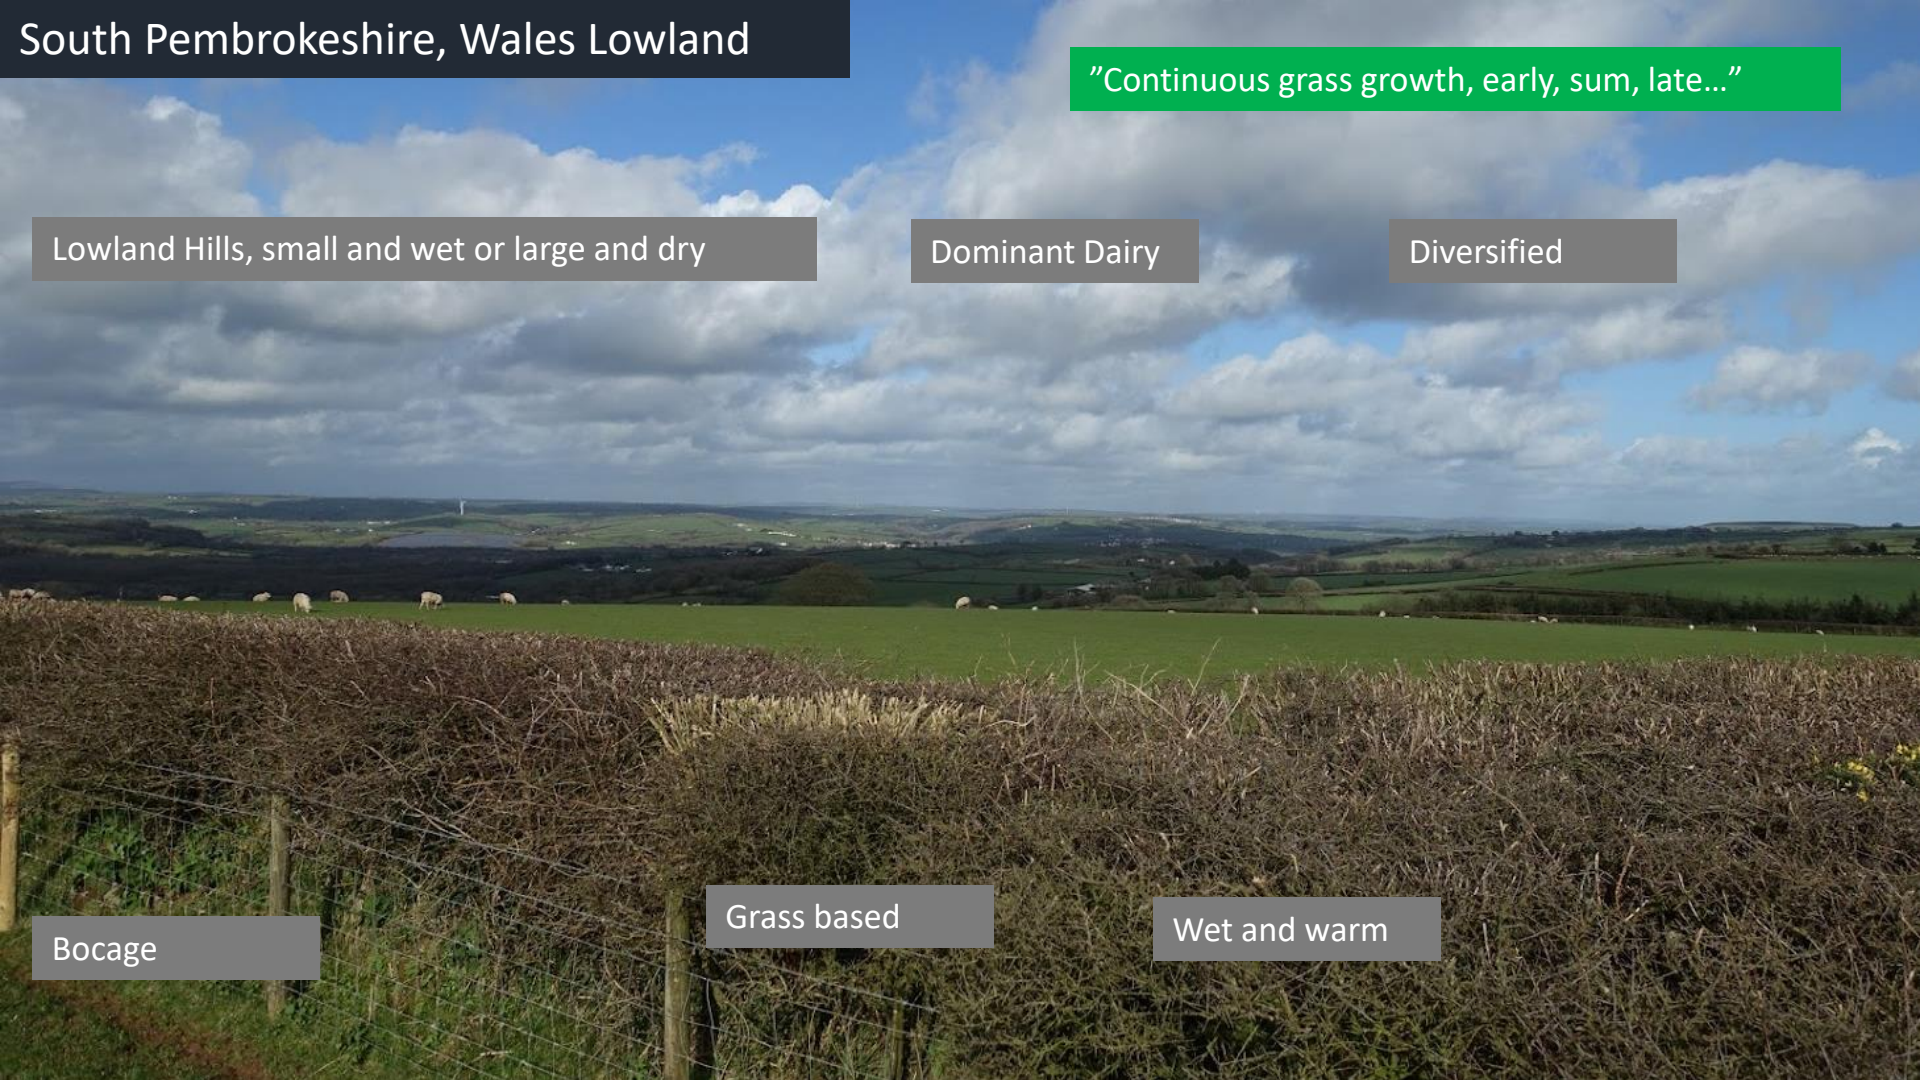 South Pembrokeshire, Wales Lowland
”Continuous grass growth, early, sum, late…”
Lowland Hills, small and wet or large and dry
Dominant Dairy
Diversified
Grass based
Wet and warm
Bocage